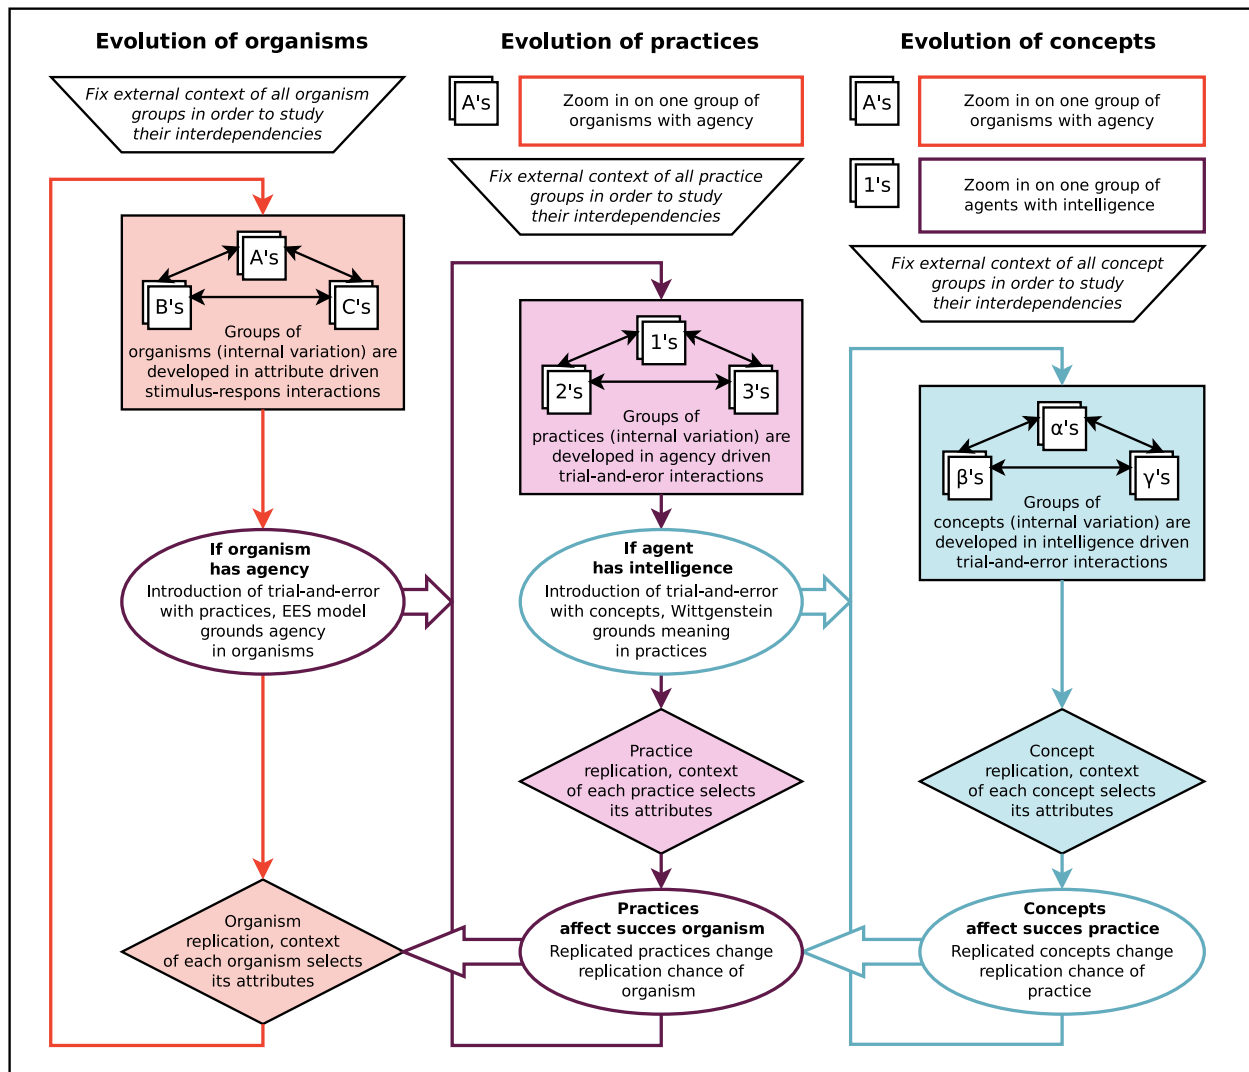 Evolution of organisms
Fix external context of all organism
groups in order to study
their interdependencies
A's
B's
C's
Groups of
organisms (internal variation) are
developed in attribute driven
stimulus-respons interactions
If organism
has agency
Introduction of trial-and-error
with practices, EES model
grounds agency
in organisms
Organism
replication, context
of each organism selects
its attributes
Evolution of practices
A's
Zoom in on one group of
organisms with agency
Fix external context of all practice
groups in order to study
their interdependencies
1's
2's
3's
Groups of
practices (internal variation) are
developed in agency driven
trial-and-eror interactions
If agent
has intelligence
Introduction of trial-and-error
with concepts, Wittgenstein
grounds meaning
in practices
Practice
replication, context
of each practice selects
its attributes
Practices
affect succes organism
Replicated practices change
replication chance of
organism
Evolution of concepts
A's
Zoom in on one group of
organisms with agency
1's
Zoom in on one group of
agents with intelligence
Fix external context of all concept
groups in order to study
their interdependencies
α's
β's
γ's
Groups of
concepts (internal variation) are
developed in intelligence driven
trial-and-error interactions
Concept
replication, context
of each concept selects
its attributes
Concepts
affect succes practice
Replicated concepts change
replication chance of
practice